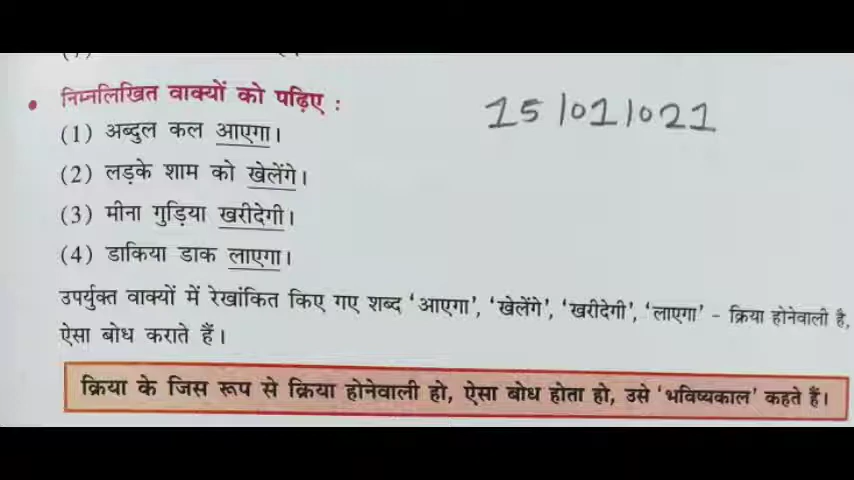 • निम्नलिखित वाक्यों को पढ़िए :
15/01/021
(1) अब्दुल कल आएगा।
(2) लड़के शाम को खेलेंगे।
(3) मीना गुड़िया खरीदेगी।
(4) डाकिया डाक लाएगा।
उपर्युक्त वाक्यों में रेखांकित किए गए शब्द ‘आएगा’, ‘खेलेंगे’, ‘खरीदेगी’, ‘लाएगा’ - क्रिया होनेवाली है,
ऐसा बोध कराते हैं।
क्रिया के जिस रूप से क्रिया होनेवाली हो, ऐसा बोध होता हो, उसे ‘भविष्यकाल’ कहते हैं।